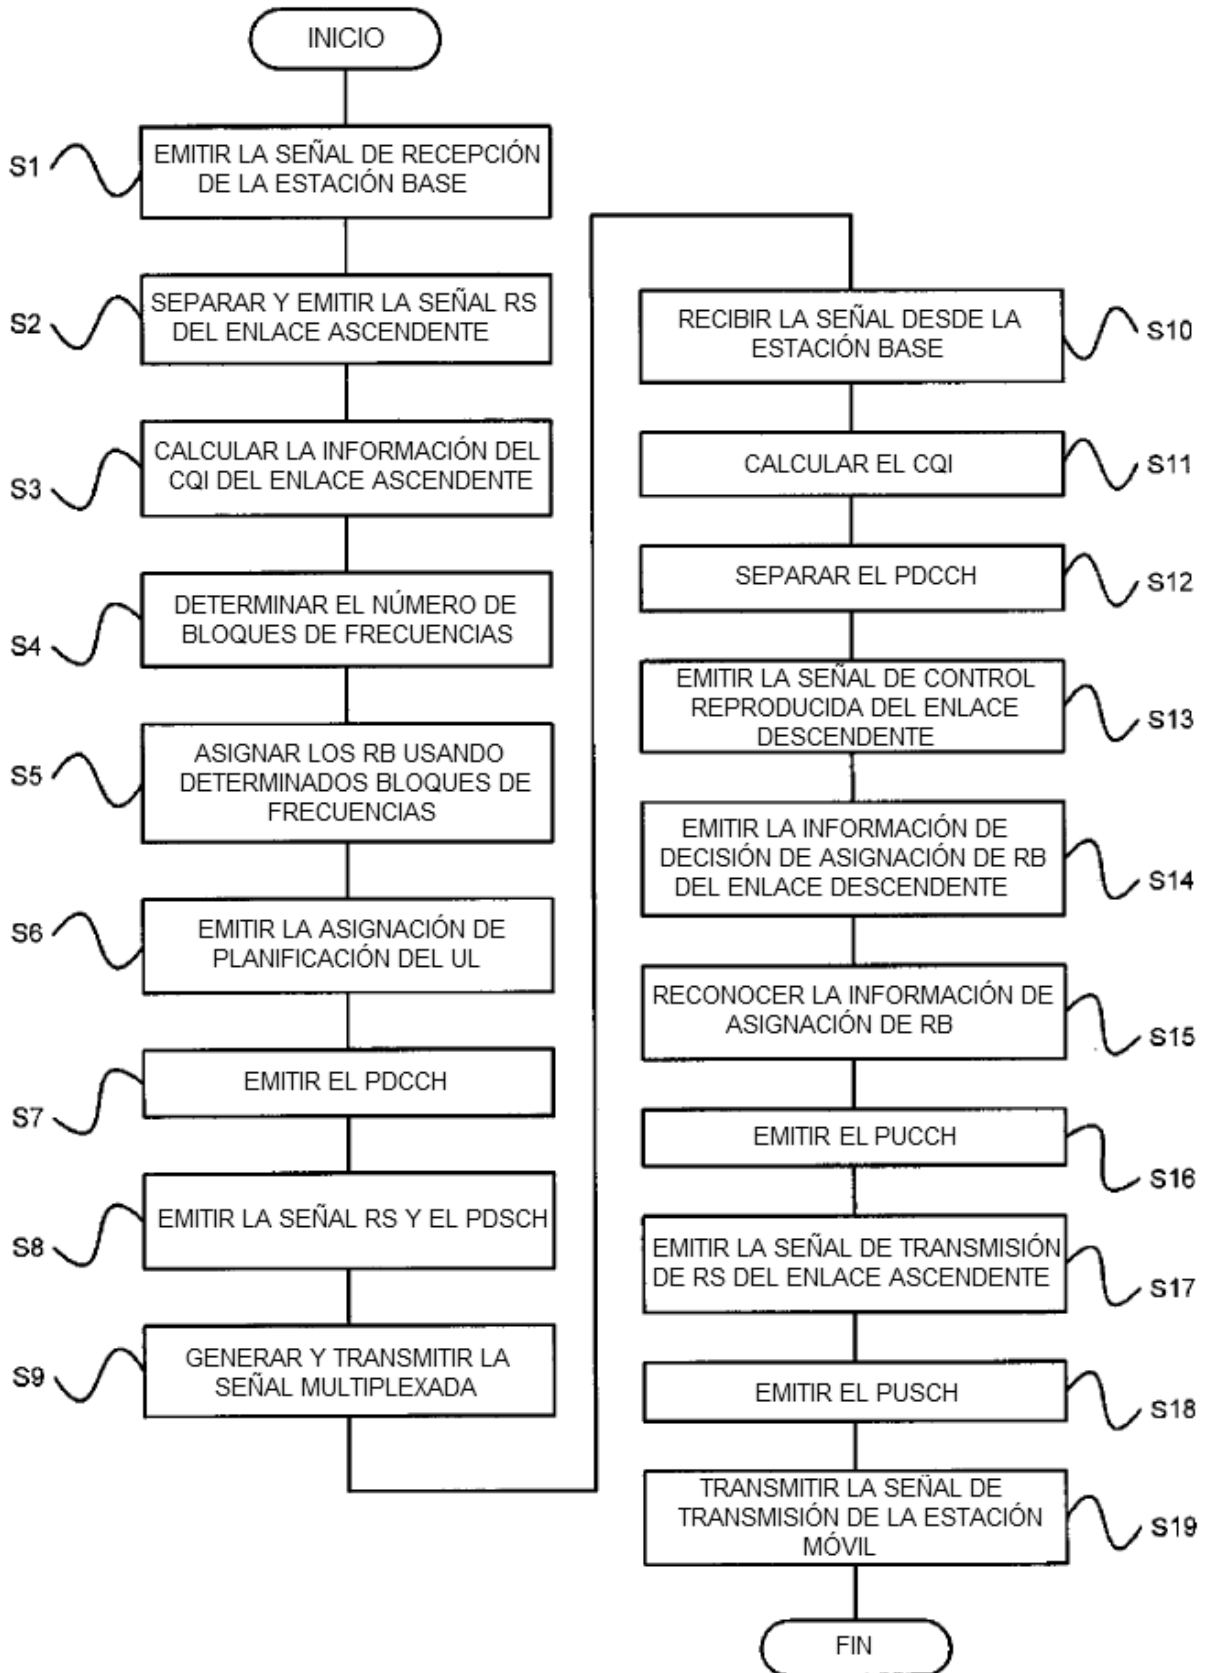 INICIO
S1
EMITIR LA SEÑAL DE RECEPCIÓN
DE LA ESTACIÓN BASE
S2
SEPARAR Y EMITIR LA SEÑAL RS
DEL ENLACE ASCENDENTE
S3
CALCULAR LA INFORMACIÓN DEL
CQI DEL ENLACE ASCENDENTE
S4
DETERMINAR EL NÚMERO DE
BLOQUES DE FRECUENCIAS
S5
ASIGNAR LOS RB USANDO
DETERMINADOS BLOQUES DE
FRECUENCIAS
S6
EMITIR LA ASIGNACIÓN DE
PLANIFICACIÓN DEL UL
S7
EMITIR EL PDCCH
S8
EMITIR LA SEÑAL RS Y EL PDSCH
S9
GENERAR Y TRANSMITIR LA
SEÑAL MULTIPLEXADA
RECIBIR LA SEÑAL DESDE LA
ESTACIÓN BASE
S10
CALCULAR EL CQI
S11
SEPARAR EL PDCCH
S12
EMITIR LA SEÑAL DE CONTROL
REPRODUCIDA DEL ENLACE
DESCENDENTE
S13
EMITIR LA INFORMACIÓN DE
DECISIÓN DE ASIGNACIÓN DE RB
DEL ENLACE DESCENDENTE
S14
RECONOCER LA INFORMACIÓN DE
ASIGNACIÓN DE RB
S15
EMITIR EL PUCCH
S16
EMITIR LA SEÑAL DE TRANSMISIÓN
DE RS DEL ENLACE ASCENDENTE
S17
EMITIR EL PUSCH
S18
TRANSMITIR LA SEÑAL DE
TRANSMISIÓN DE LA ESTACIÓN
MÓVIL
S19
FIN